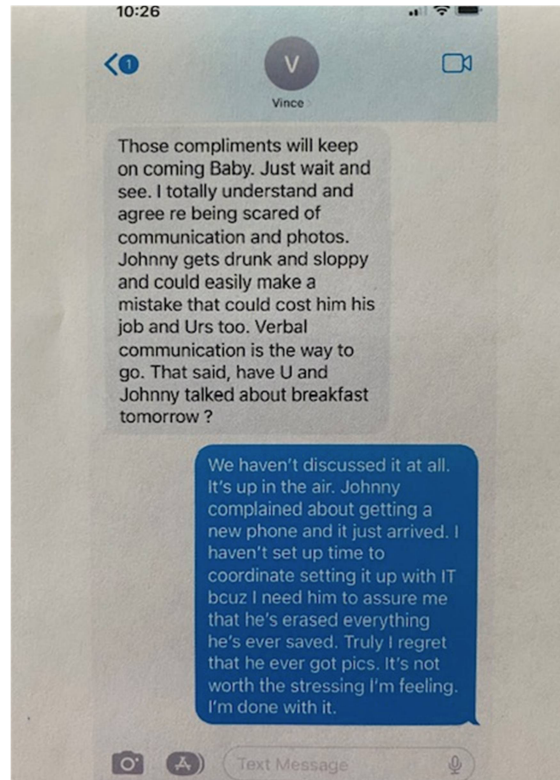 10:26
1
V
Vince
Those compliments will keep
on coming Baby. Just wait and
see. I totally understand and
agree re being scared of
communication and photos.
Johnny gets drunk and sloppy
and could easily make a
mistake that could cost him his
job and Urs too. Verbal
communication is the way to
go. That said, have U and
Johnny talked about breakfast
tomorrow ?
We haven't discussed it at all.
It's up in the air. Johnny
complained about getting a
new phone and it just arrived. I
haven't set up time to
coordinate setting it up with IT
bcuz I need him to assure me
that he's erased everything
he's ever saved. Truly I regret
that he ever got pics. It's not
worth the stressing I'm feeling.
I'm done with it.
Text Message